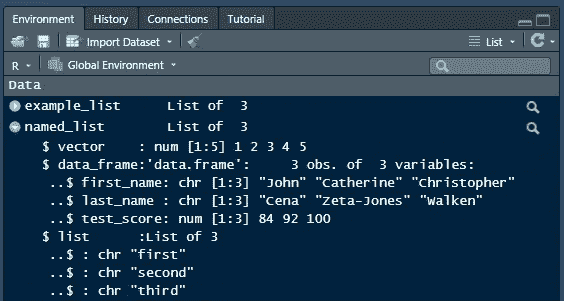 Environment History Connections Tutorial
Import Dataset List
R Global Environment
Data
example_list List of 3
named_list List of 3
$ vector : num [1:5] 1 2 3 4 5
$ data_frame:'data.frame': 3 obs. of 3 variables:
..$ first_name: chr [1:3] "John" "Catherine" "Christopher"
..$ last_name : chr [1:3] "Cena" "Zeta-Jones" "Walken"
..$ test_score: num [1:3] 84 92 100
$ list :List of 3
..$ : chr "first"
..$ : chr "second"
..$ : chr "third"